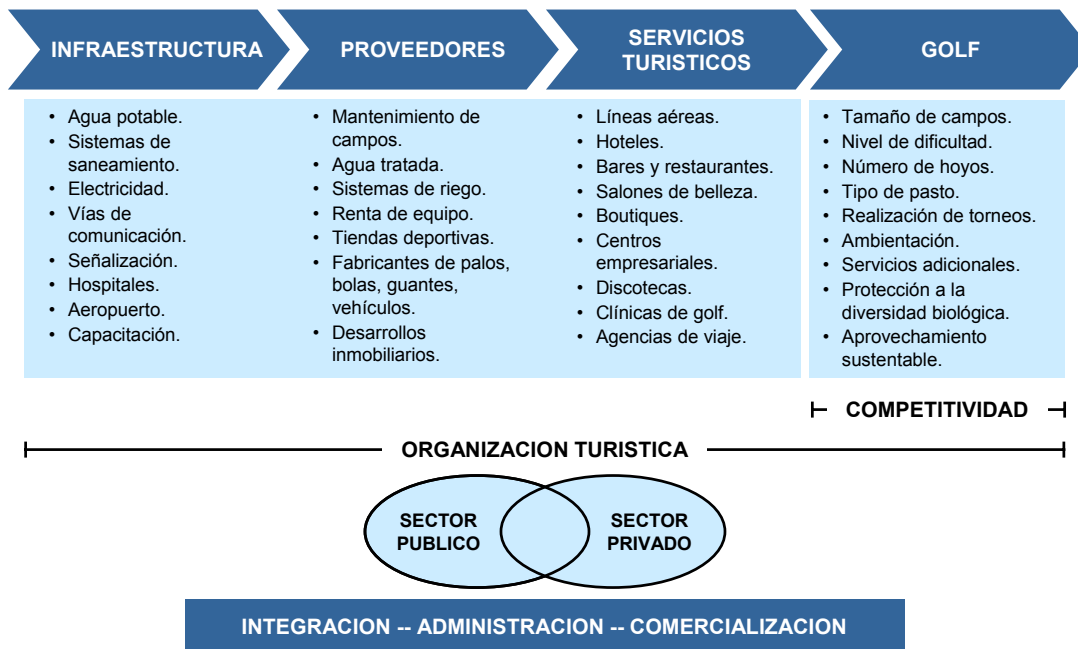 INFRAESTRUCTURA
PROVEEDORES
SERVICIOS
TURISTICOS
GOLF
• Agua potable.
• Sistemas de
saneamiento.
• Electricidad.
• Vías de
comunicación.
• Señalización.
• Hospitales.
• Aeropuerto.
• Capacitación.
• Mantenimiento de
campos.
• Agua tratada.
• Sistemas de riego.
• Renta de equipo.
• Tiendas deportivas.
• Fabricantes de palos,
bolas, guantes,
vehículos.
• Desarrollos
inmobiliarios.
• Líneas aéreas.
• Hoteles.
• Bares y restaurantes.
• Salones de belleza.
• Boutiques.
• Centros
empresariales.
• Discotecas.
• Clínicas de golf.
• Agencias de viaje.
• Tamaño de campos.
• Nivel de dificultad.
• Número de hoyos.
• Tipo de pasto.
• Realización de torneos.
• Ambientación.
• Servicios adicionales.
• Protección a la
diversidad biológica.
• Aprovechamiento
sustentable.
COMPETITIVIDAD
ORGANIZACION TURISTICA
SECTOR
PUBLICO
SECTOR
PRIVADO
INTEGRACION -- ADMINISTRACION -- COMERCIALIZACION